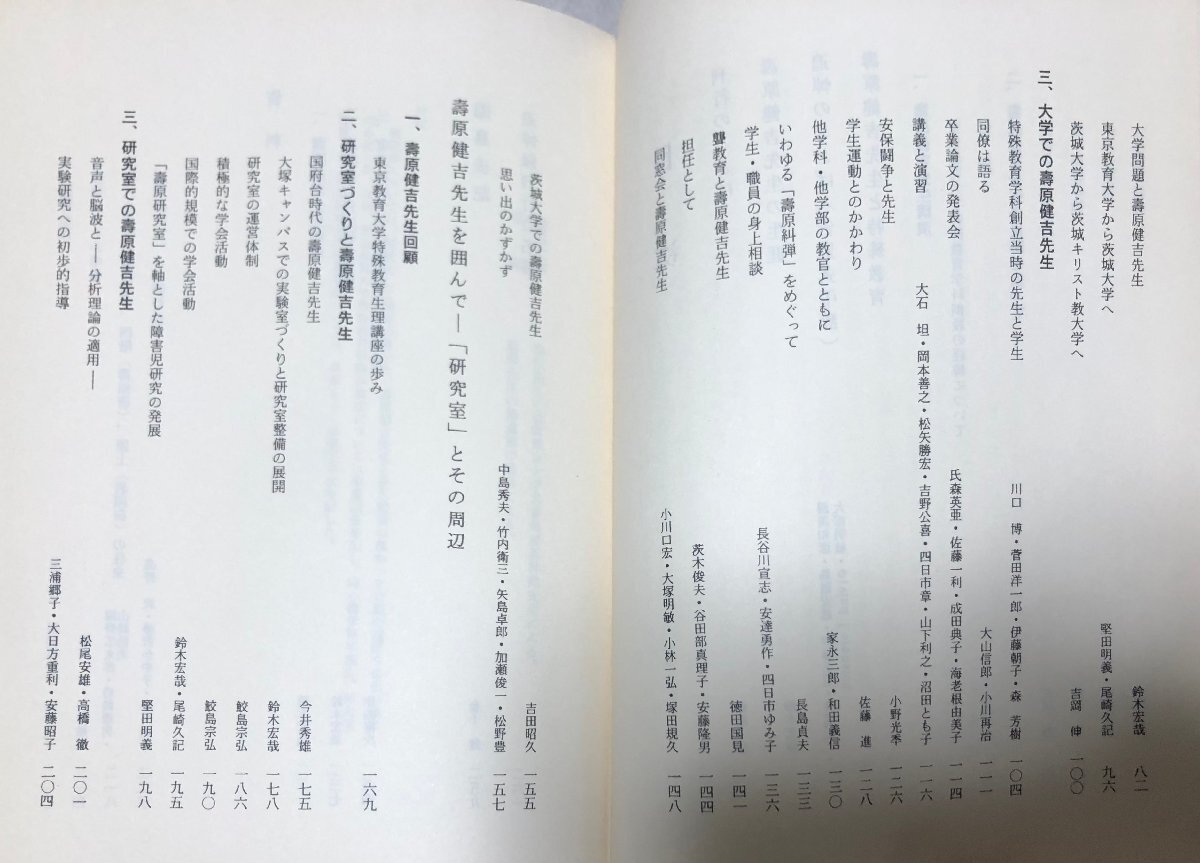 大学問題と壽原健吉先生　鈴木宏哉　八二
東京教育大学から茨城大学へ　堅田明義・尾崎久記　九六
茨城大学から茨城キリスト教大学へ　吉岡　伸　一〇〇
三、大学での壽原健吉先生
特殊教育学科創立当時の先生と学生　川口　博・菅田洋一郎・伊藤朝子・森　芳樹　一〇四
同僚は語る　大山信郎・小川再治　一一一
卒業論文の発表会　氏森英亜・佐藤一利・成田典子・海老根由美子　一一四
講義と演習　大石　坦・岡本善之・松矢勝宏・吉野公喜・四日市章・山下利之・沼田とも子　一一六
安保闘争と先生　小野光率　一二六
学生運動とのかかわり　佐藤　進　一二八
他学科・他学部の教官とともに　家永三郎・和田義信　一三〇
いわゆる「壽原糾弾」をめぐって　長島貞夫　一三三
学生・職員の身上相談　長谷川宣志・安達勇作・四日市ゆみ子　一三六
聾教育と壽原健吉先生　徳田国見　一四一
担任として　茨木俊夫・谷田部真理子・安藤隆男　一四四
同窓会と壽原健吉先生　小川口宏・大塚明敏・小林一弘・塚田規久　一四八
茨城大学での壽原健吉先生　吉田昭久　一五五
思い出のかずかず　中島秀夫・竹内衛三・矢島卓郎・加瀬俊一・松野豊　一五七
壽原健吉先生を囲んで―「研究室」とその周辺
一、壽原健吉先生回顧
東京教育大学特殊教育生理講座の歩み　一六九
二、研究室づくりと壽原健吉先生
国府台時代の壽原健吉先生　今井秀雄　一七五
大塚キャンパスでの実験室づくりと研究室整備の展開　鈴木宏哉　一七八
研究室の運営体制　鮫島宗弘　一八六
積極的な学会活動　鮫島宗弘　一九〇
国際的規模での学会活動　鈴木宏哉・尾崎久記　一九五
「壽原研究室」を軸とした障害児研究の発展　堅田明義　一九八
三、研究室での壽原健吉先生
音声と脳波と――分析理論の適用――　松尾安雄・高橋　徹　二〇一
実験研究への初歩的指導　三浦郷子・大日方重利・安藤昭子　二〇四